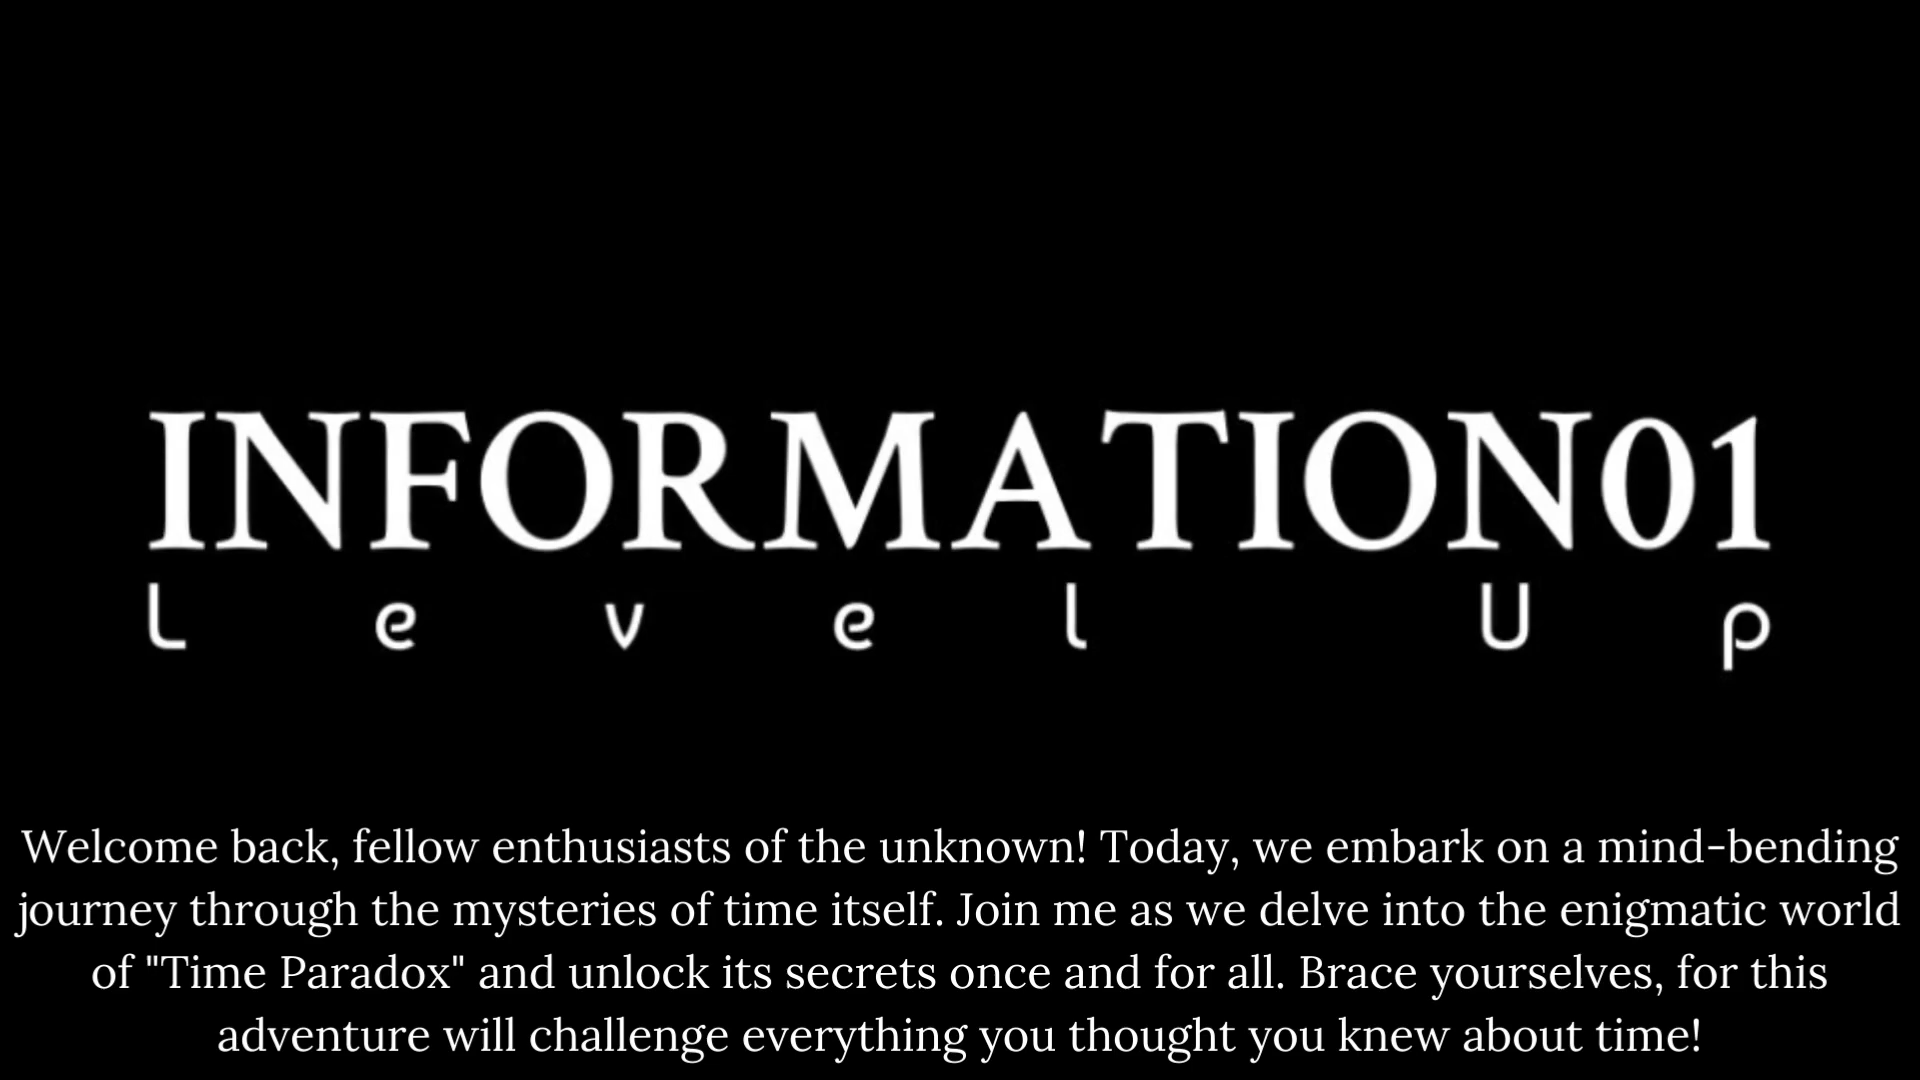 INFORMATION01
Level Up
Welcome back, fellow enthusiasts of the unknown! Today, we embark on a mind-bending
journey through the mysteries of time itself. Join me as we delve into the enigmatic world
of "Time Paradox" and unlock its secrets once and for all. Brace yourselves, for this
adventure will challenge everything you thought you knew about time!